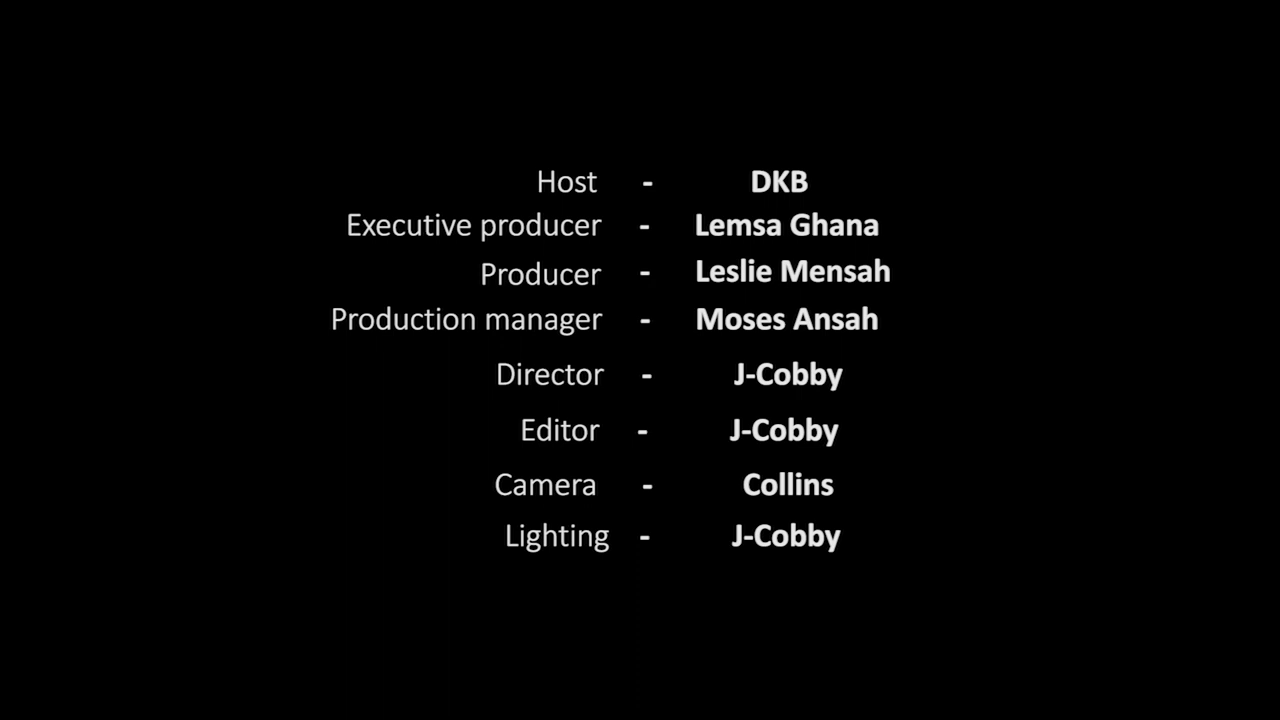 Host - DKB
Executive producer - Lemsa Ghana
Producer - Leslie Mensah
Production manager - Moses Ansah
Director - J-Cobby
Editor - J-Cobby
Camera - Collins
Lighting - J-Cobby